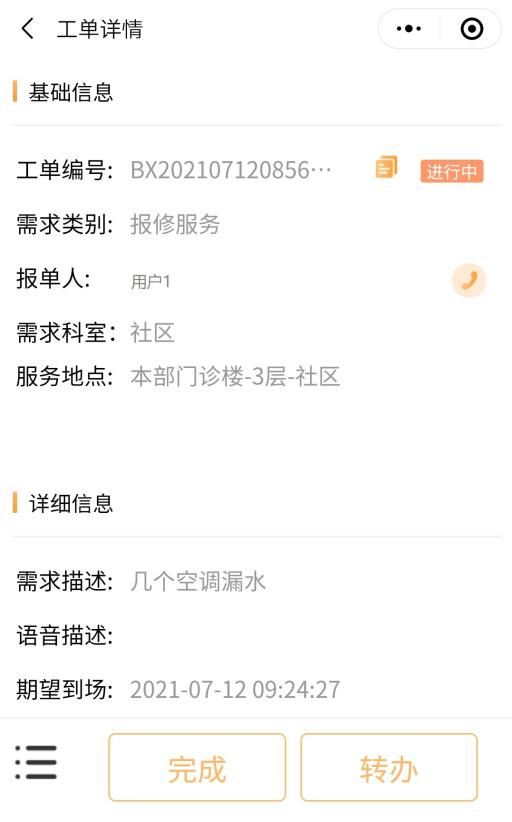 工单详情
基础信息
工单编号: BX202107120856… 进行中
需求类别: 报修服务
报单人: 用户1
需求科室: 社区
服务地点: 本部门诊楼-3层-社区
详细信息
需求描述: 几个空调漏水
语音描述:
期望到场: 2021-07-12 09:24:27
完成 转办